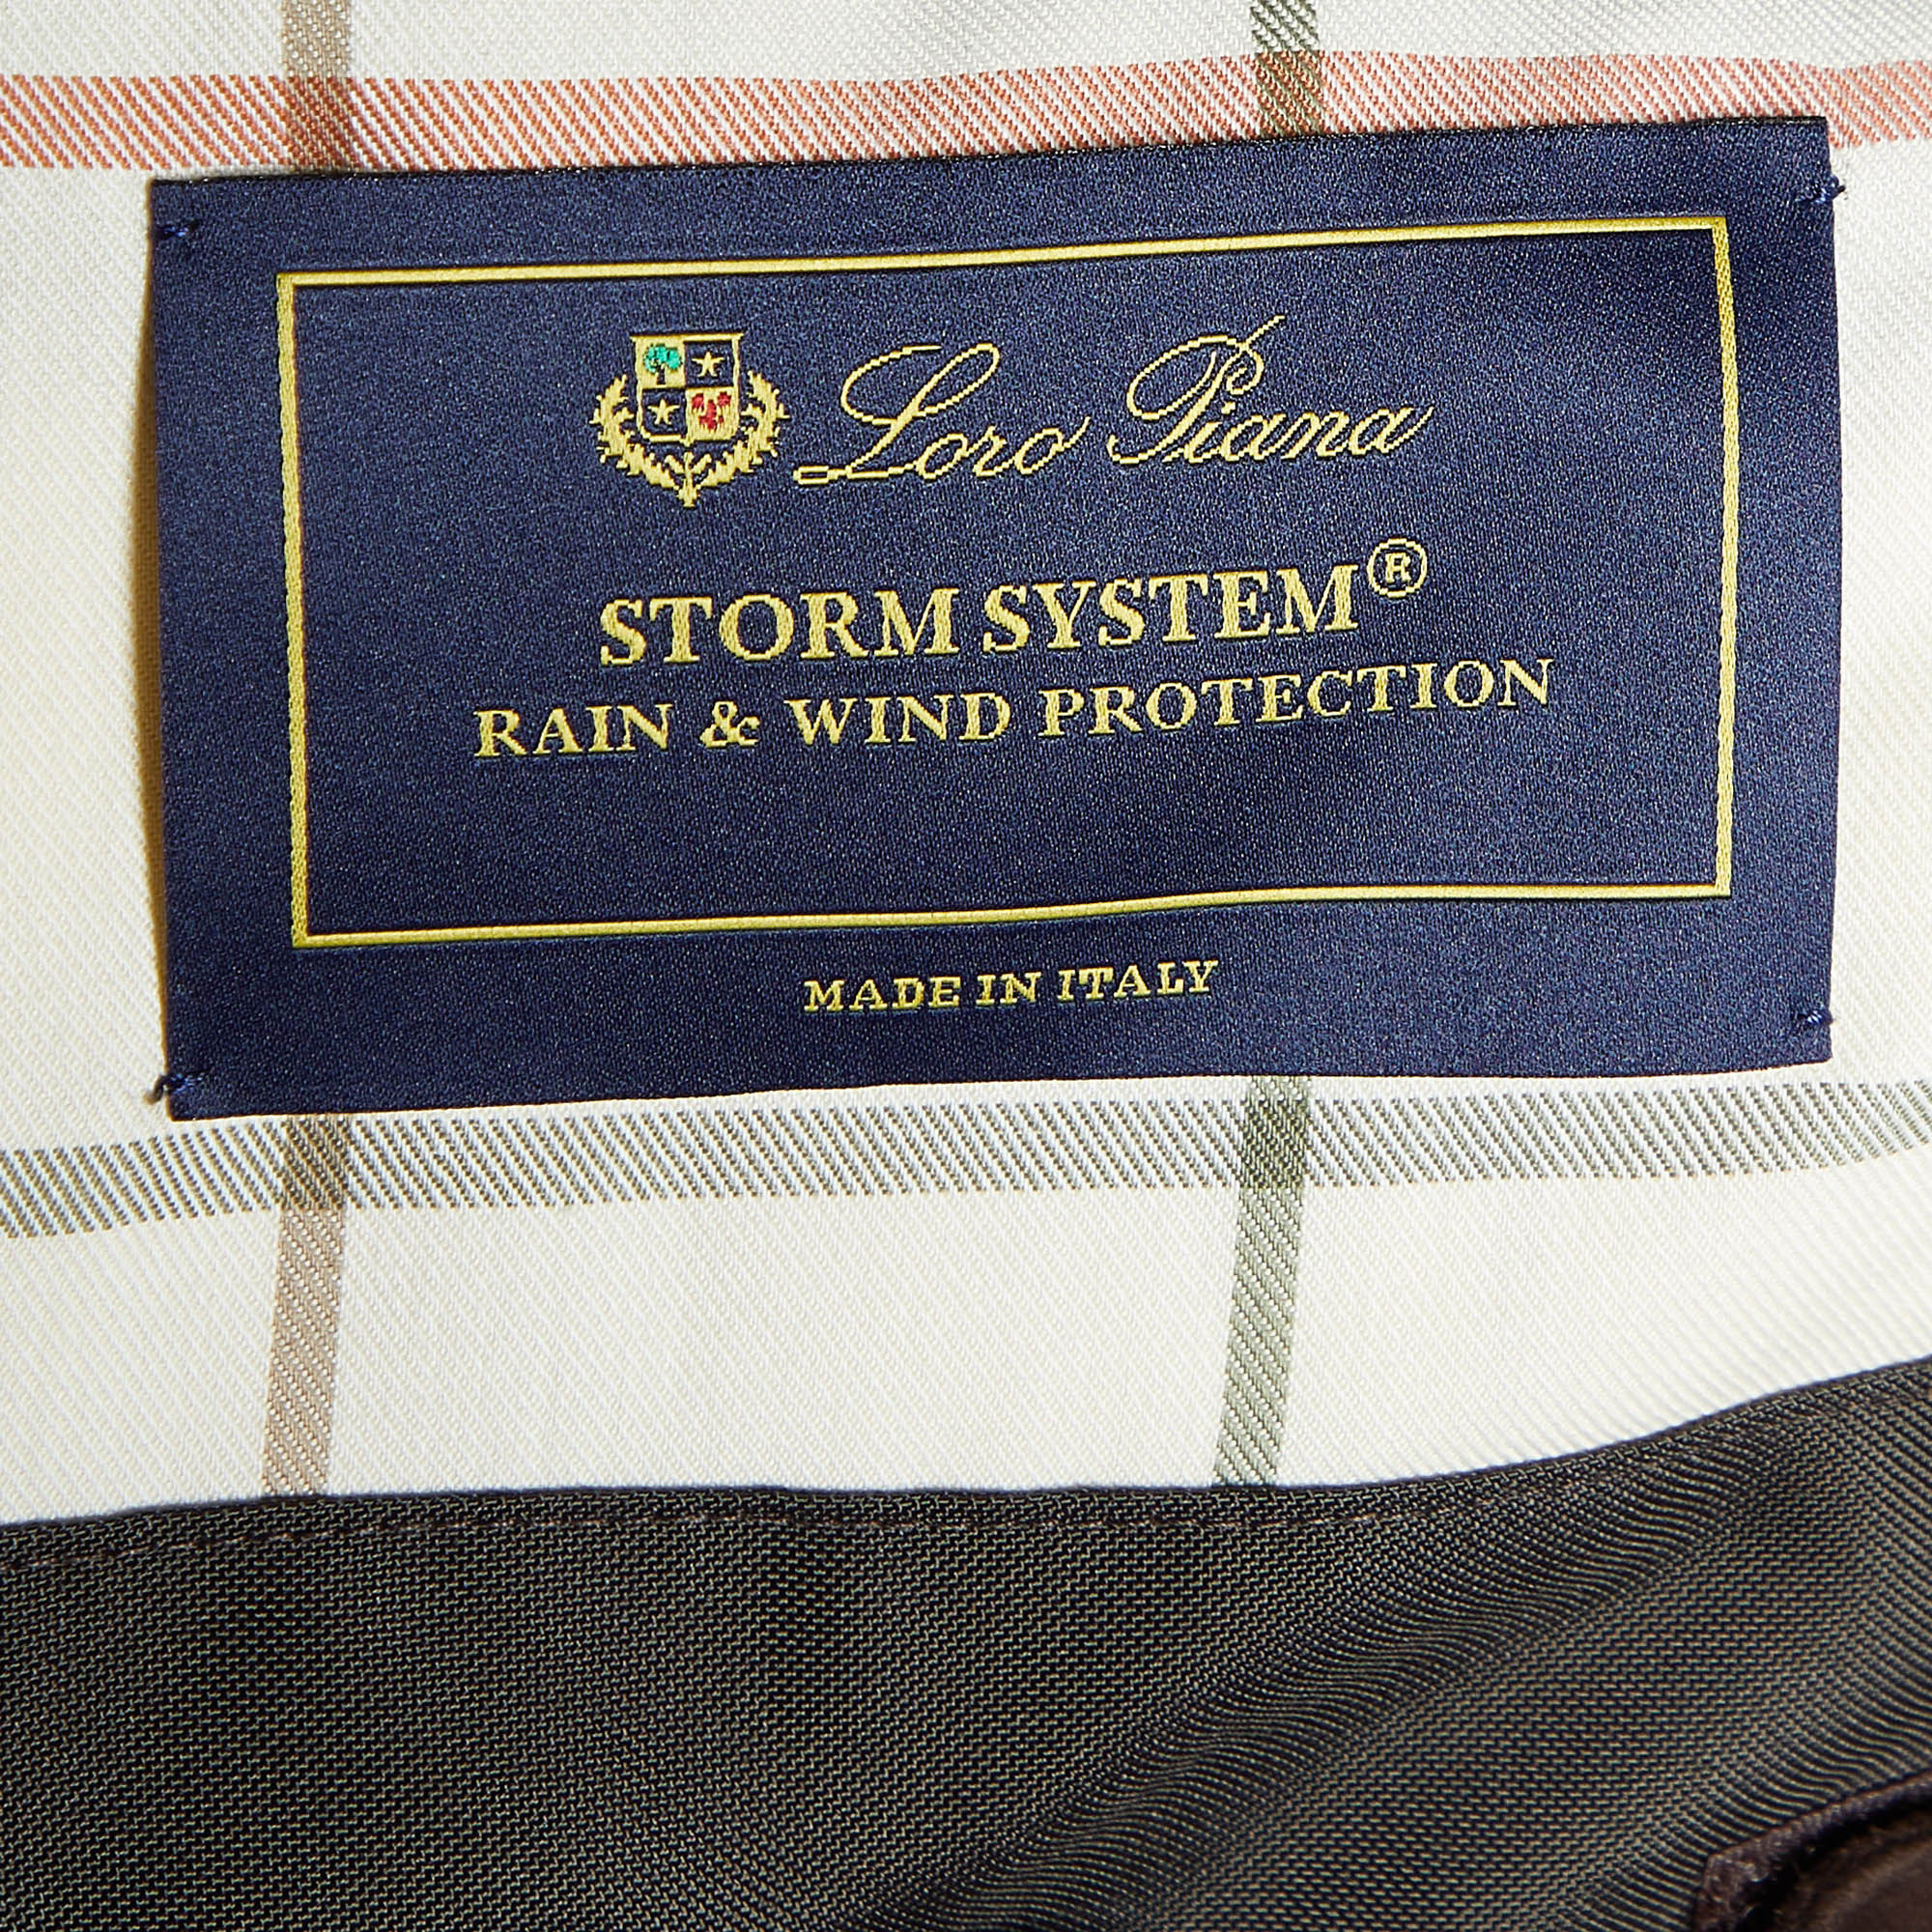 Loro Piana
STORM SYSTEM®
RAIN & WIND PROTECTION
MADE IN ITALY